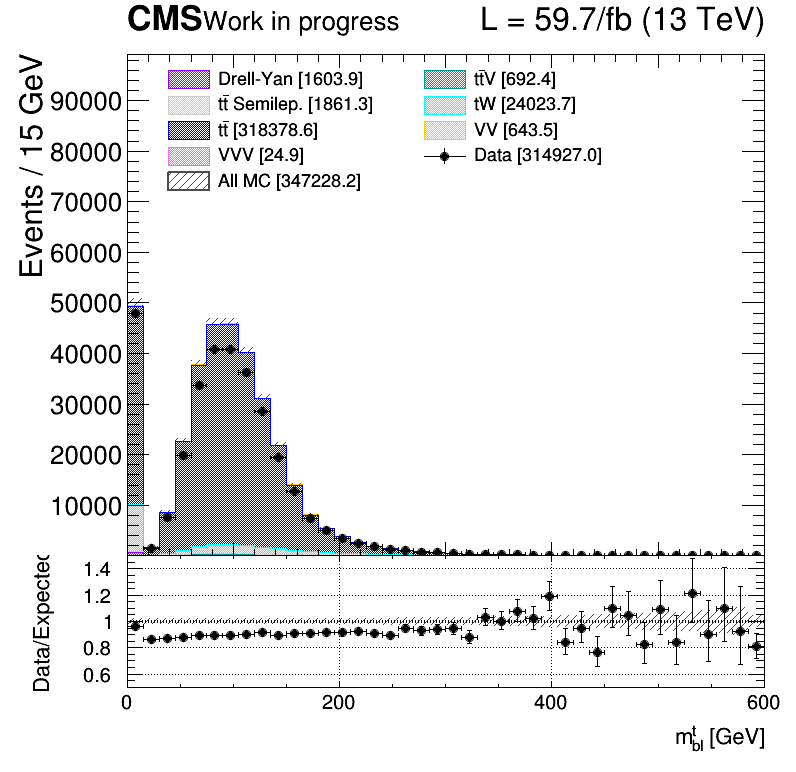 CMS Work in progress L = 59.7/fb (13 TeV)
Events / 15 GeV
Drell-Yan [1603.9]
tt̄V [692.4]
tt̄ Semilep. [1861.3]
tW [24023.7]
tt̄ [318378.6]
VV [643.5]
VVV [24.9]
Data [314927.0]
All MC [347228.2]
90000
80000
70000
60000
50000
40000
30000
20000
10000
Data/Expected
1.4
1.2
1
0.8
0.6
0 200 400 600
m^t_bl [GeV]